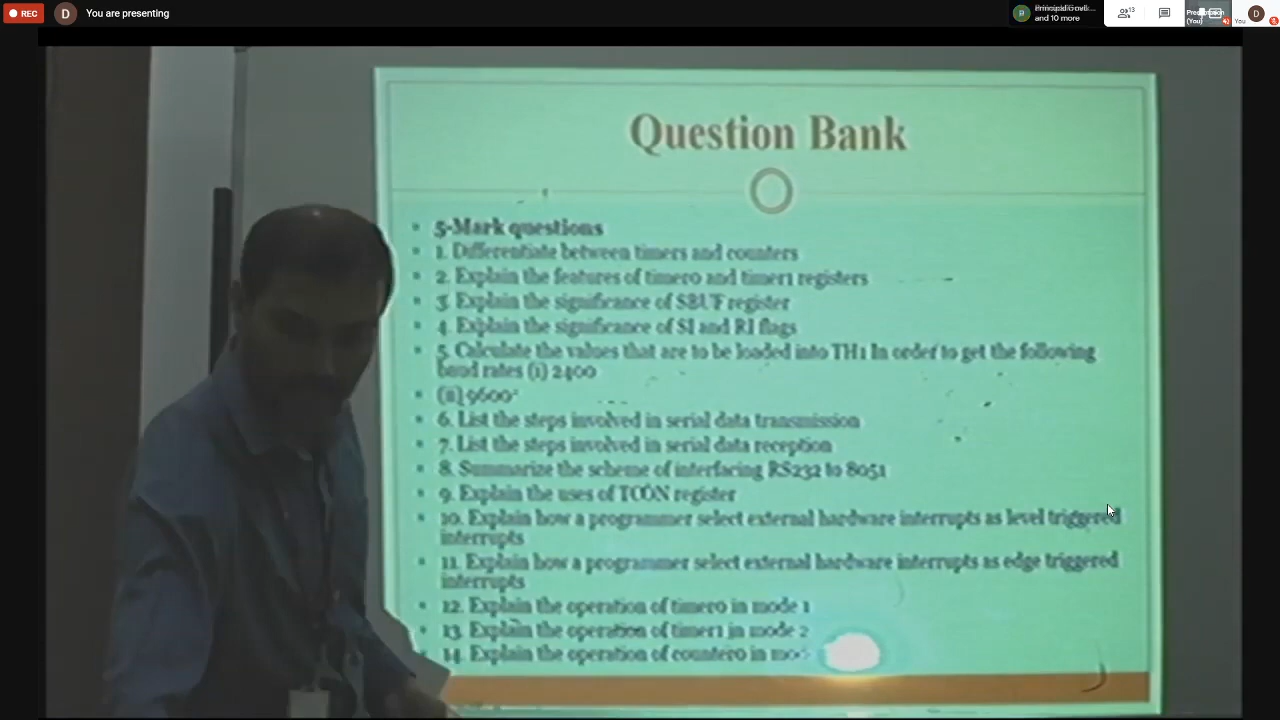 REC
D
You are presenting
P
and 10 more
13
(You)
You
D
Question Bank
5-Mark questions
1. Differentiate between timers and counters
2. Explain the features of timer0 and timer1 registers
3. Explain the significance of SBUF register
4. Explain the significance of SI and RI flags
5. Calculate the values that are to be loaded into TH1 In order to get the following
baud rates (i) 2400
(ii) 9600
6. List the steps involved in serial data transmission
7. List the steps involved in serial data reception
8. Summarize the scheme of interfacing RS232 to 8051
9. Explain the uses of TCON register
10. Explain how a programmer select external hardware interrupts as level triggered
interrupts
11. Explain how a programmer select external hardware interrupts as edge triggered
interrupts
12. Explain the operation of timer0 in mode 1
13. Explain the operation of timer1 in mode 2
14. Explain the operation of counter0 in